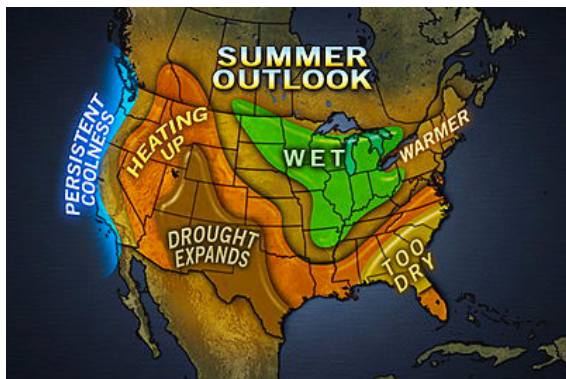 SUMMER
OUTLOOK
PERSISTENT
COOLNESS
HEATING
UP
WET
WARMER
DROUGHT
EXPANDS
TOO
DRY